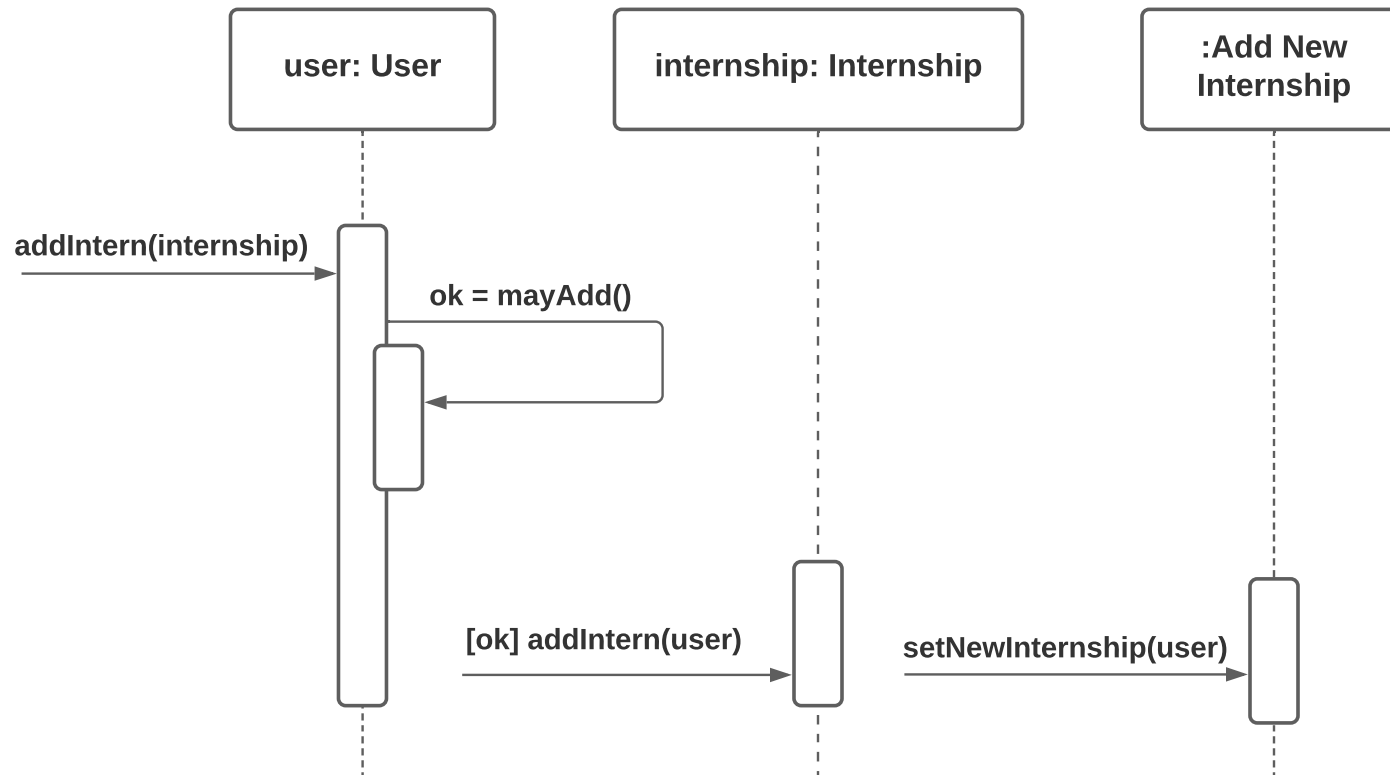 user: User
internship: Internship
:Add New
Internship
addIntern(internship)
ok = mayAdd()
[ok] addIntern(user)
setNewInternship(user)